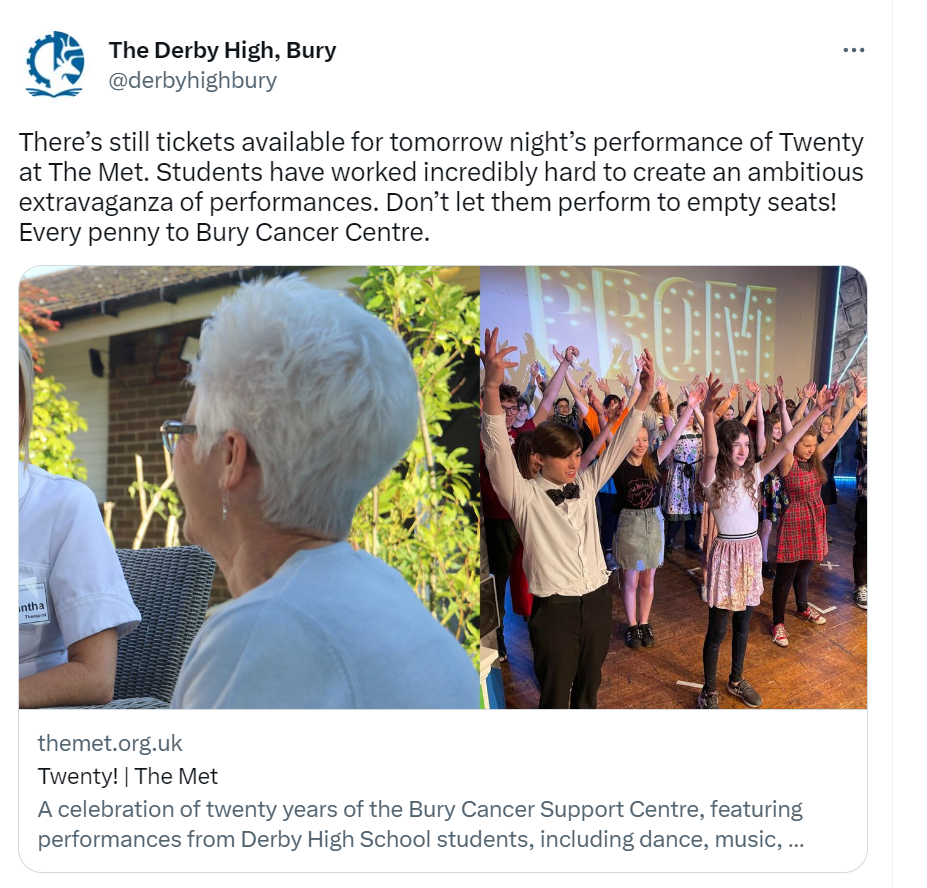 The Derby High, Bury
@derbyhighbury
There’s still tickets available for tomorrow night’s performance of Twenty
at The Met. Students have worked incredibly hard to create an ambitious
extravaganza of performances. Don’t let them perform to empty seats!
Every penny to Bury Cancer Centre.
PROM
ntha
Therapist
themet.org.uk
Twenty! | The Met
A celebration of twenty years of the Bury Cancer Support Centre, featuring
performances from Derby High School students, including dance, music, ...